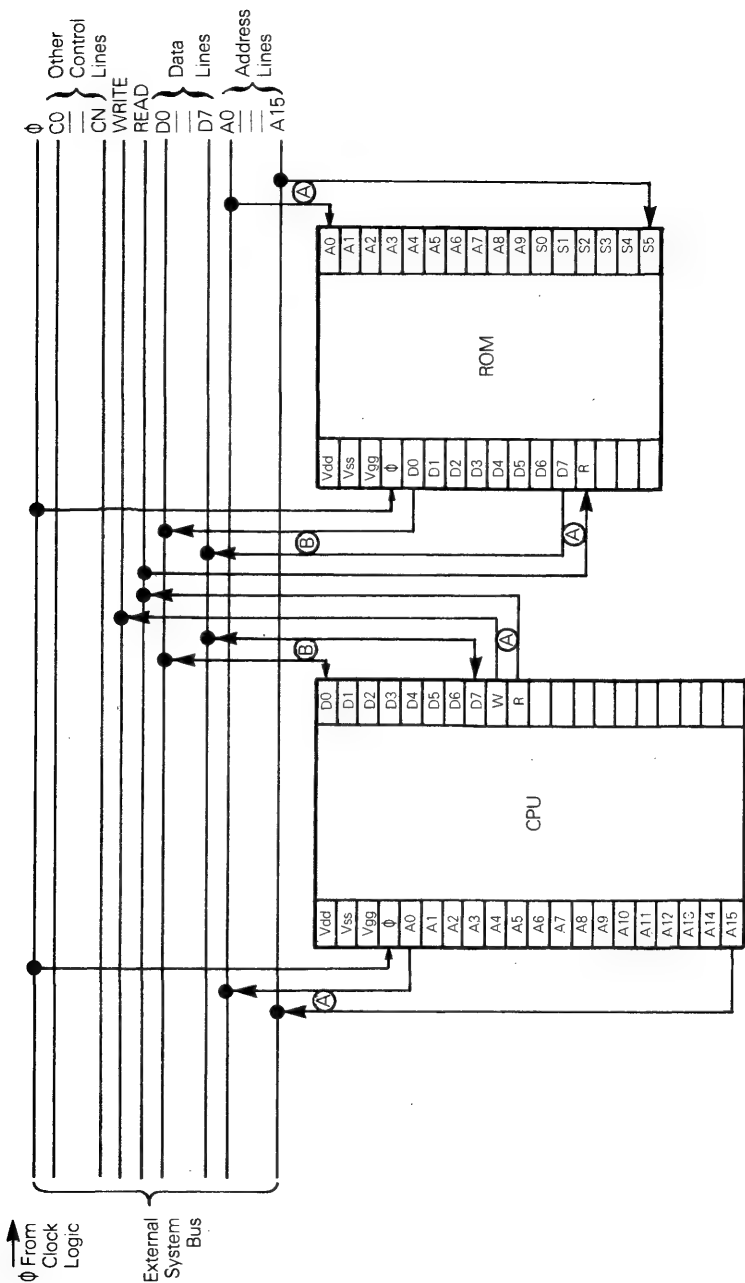 Φ From
Clock
Logic
External
System
Bus
Φ
C0
CN
Other
Control
Lines
WRITE
READ
D0
D7
Data
Lines
A0
A15
Address
Lines
A
B
A
B
A
A
CPU
Vdd
Vss
Vgg
Φ
A0
A1
A2
A3
A4
A5
A6
A7
A8
A9
A10
A11
A12
A13
A14
A15
D0
D1
D2
D3
D4
D5
D6
D7
W
R
ROM
Vdd
Vss
Vgg
Φ
D0
D1
D2
D3
D4
D5
D6
D7
R
A0
A1
A2
A3
A4
A5
A6
A7
A8
A9
S0
S1
S2
S3
S4
S5